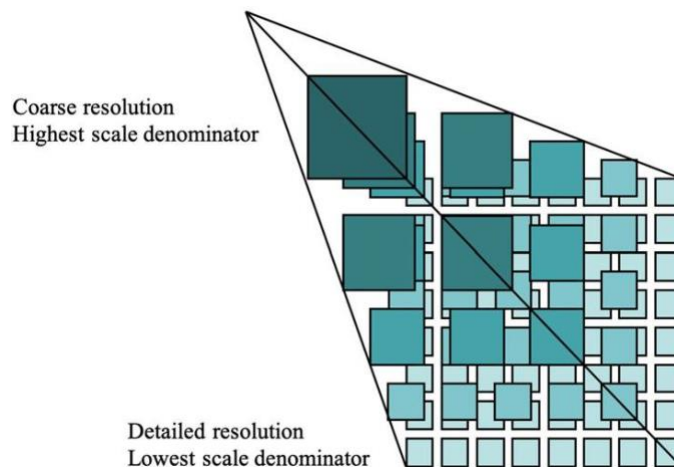 Coarse resolution
Highest scale denominator
Detailed resolution
Lowest scale denominator